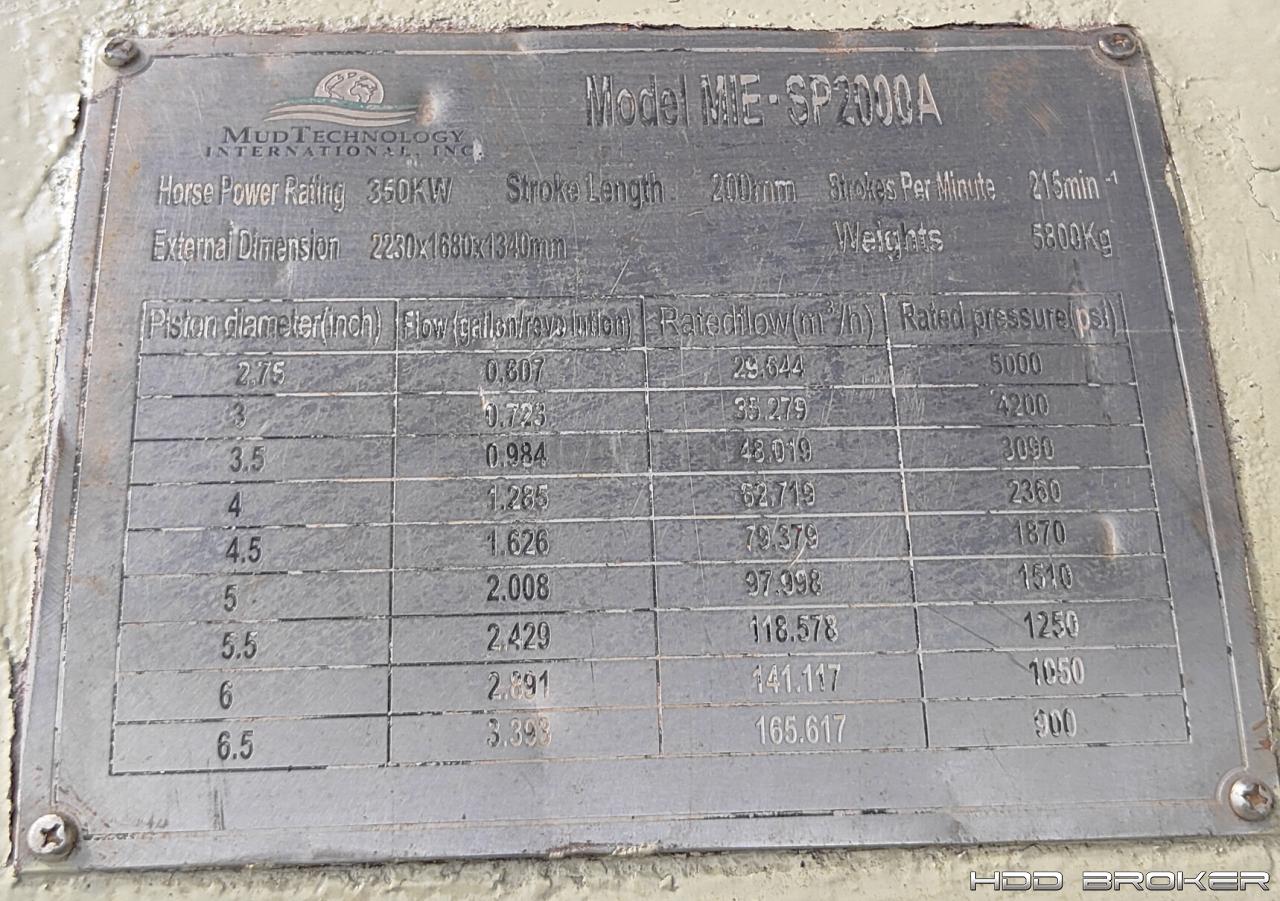 MUDTECHNOLOGY
INTERNATIONAL, INC
Model MIE-SP2000A
Horse Power Rating 350KW Stroke Length 200mm Strokes Per Minute 215min⁻¹
External Dimension 2230x1680x1340mm Weights 5800Kg
Piston diameter(inch) Flow (gallon/revolution) Ratedflow(m³/h) Rated pressure(psi)
2.75 0.607 29.644 5000
3 0.723 35.279 4200
3.5 0.984 48.019 3090
4 1.285 62.719 2360
4.5 1.626 79.379 1870
5 2.008 97.998 1510
5.5 2.429 118.578 1250
6 2.891 141.117 1050
6.5 3.393 165.617 900
HDD BROKER